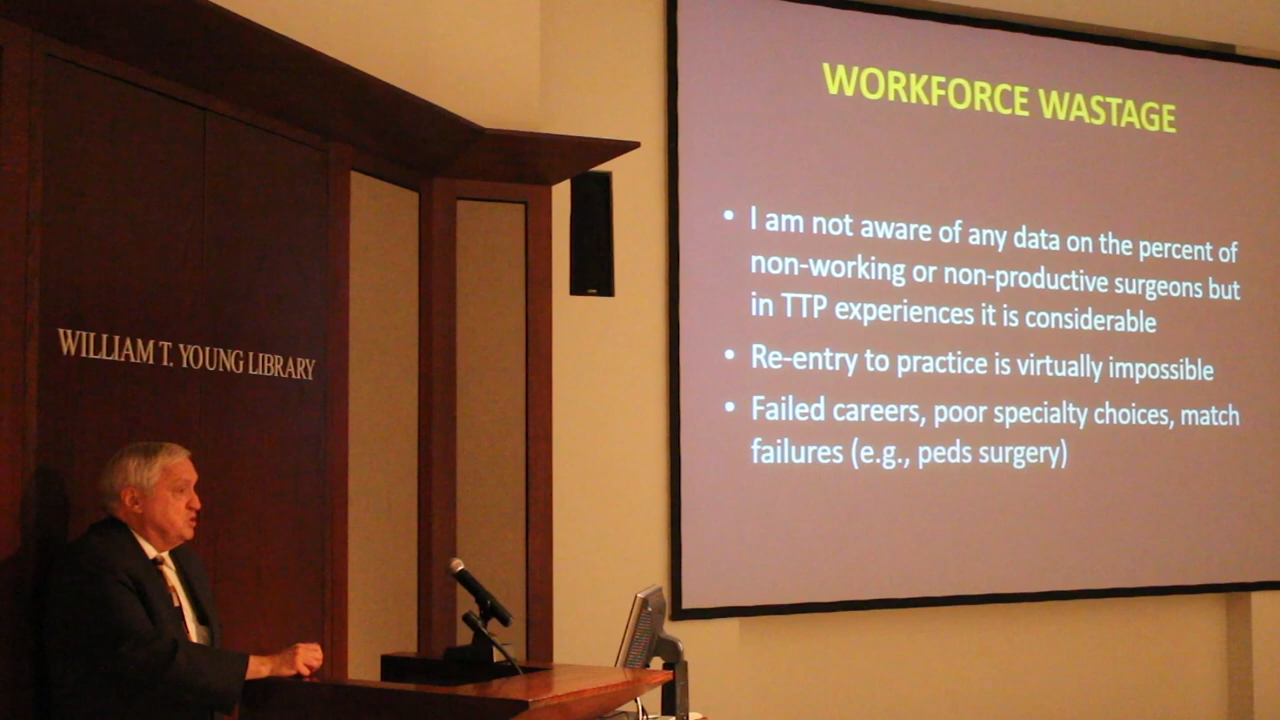 WORKFORCE WASTAGE
• I am not aware of any data on the percent of
non-working or non-productive surgeons but
in TTP experiences it is considerable
• Re-entry to practice is virtually impossible
• Failed careers, poor specialty choices, match
failures (e.g., peds surgery)
WILLIAM T. YOUNG LIBRARY